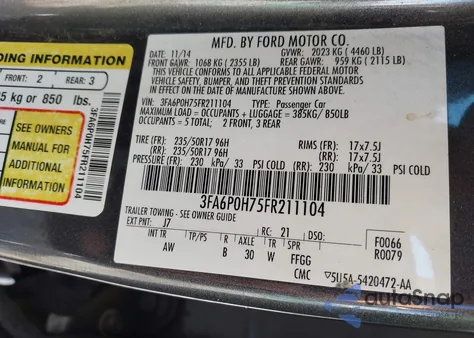 DING INFORMATION
FRONT: 2 REAR: 3
5 kg or 850 lbs.
SEE OWNERS
MANUAL FOR
ADDITIONAL
INFORMATION
3FA6P0H75FR211104
MFD. BY FORD MOTOR CO.
DATE: 11/14 GVWR: 2023 KG ( 4460 LB)
FRONT GAWR: 1068 KG ( 2355 LB) REAR GAWR: 959 KG ( 2115 LB)
THIS VEHICLE CONFORMS TO ALL APPLICABLE FEDERAL MOTOR
VEHICLE SAFETY, BUMPER, AND THEFT PREVENTION STANDARDS
IN EFFECT ON THE DATE OF MANUFACTURE SHOWN ABOVE.
VIN: 3FA6P0H75FR211104 TYPE: Passenger Car
MAXIMUM LOAD = OCCUPANTS + LUGGAGE = 385KG/850LB
OCCUPANTS = 5 TOTAL: 2 FRONT, 3 REAR
TIRE (FR): 235/50R17 96H RIMS (FR): 17x7.5J
(RR): 235/50R17 96H (RR): 17x7.5J
PRESSURE (FR): 230 kPa/ 33 PSI COLD (RR): 230 kPa/33 PSI COLD
3FA6P0H75FR211104
TRAILER TOWING - SEE OWNER GUIDE
EXT PNT: J7 RC: 21 DSO: F0066
R0079
INT TR TP/PS R AXLE TR SPR
AW B 30 W FFGG
CMC ▽5U5A-5420472-AA
autoSnap